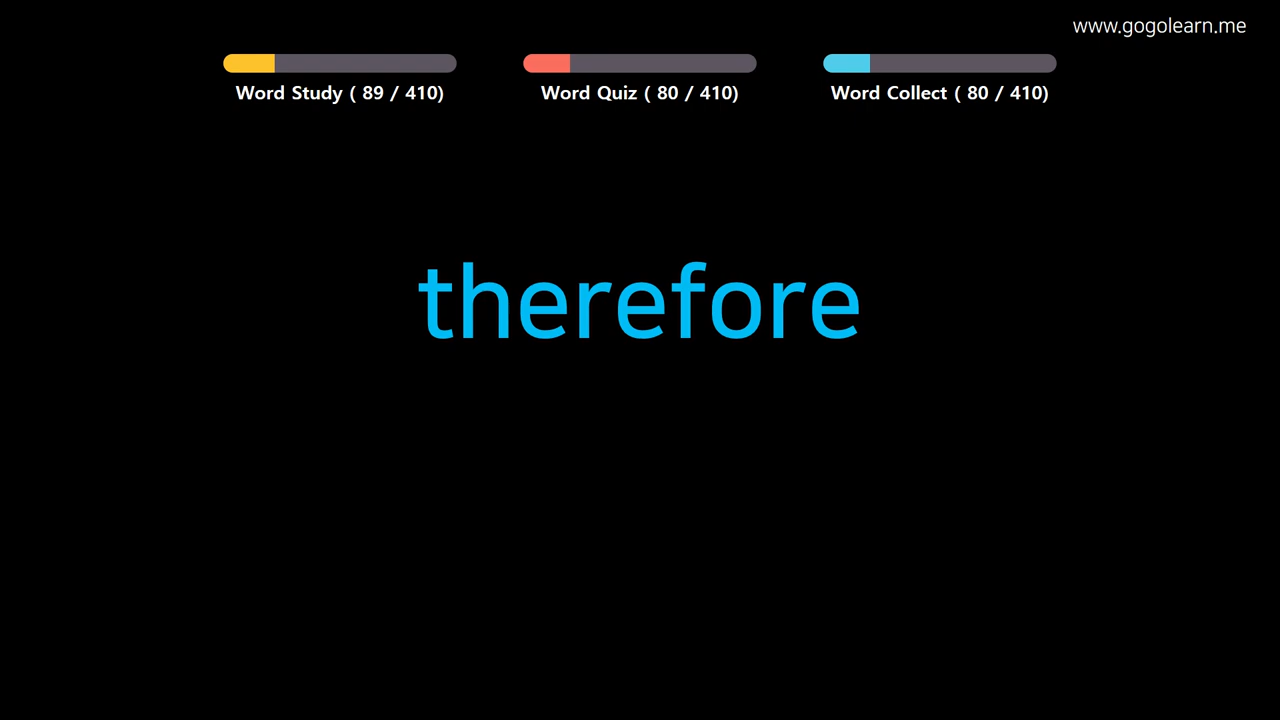 www.gogolearn.me
Word Study ( 89 / 410)
Word Quiz ( 80 / 410)
Word Collect ( 80 / 410)
therefore